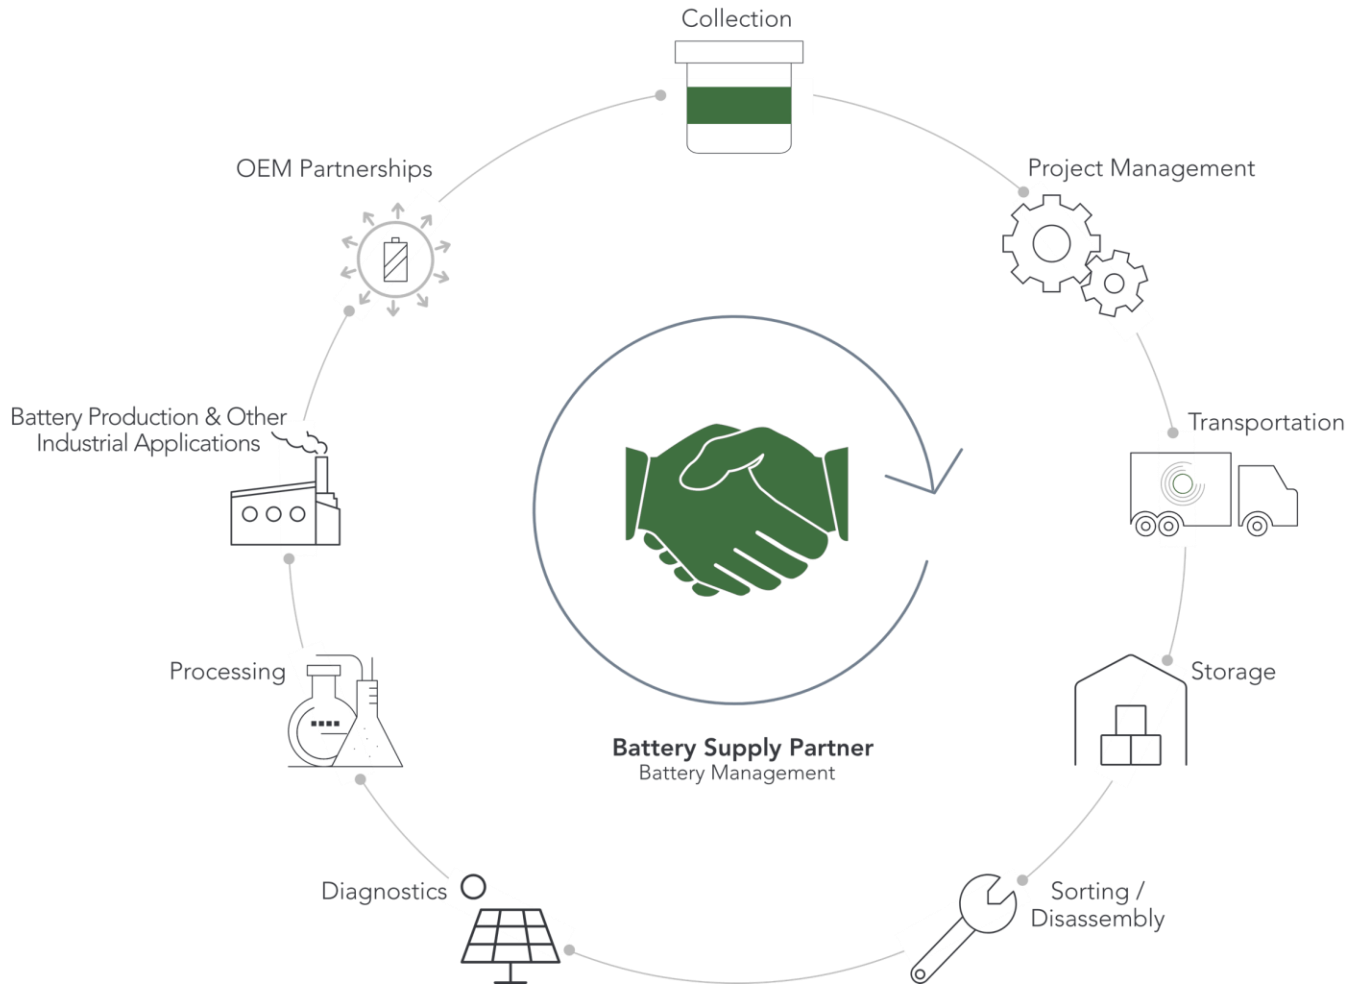 Collection
OEM Partnerships
Project Management
Battery Production & Other
Industrial Applications
Transportation
Processing
Storage
Battery Supply Partner
Battery Management
Diagnostics
Sorting /
Disassembly